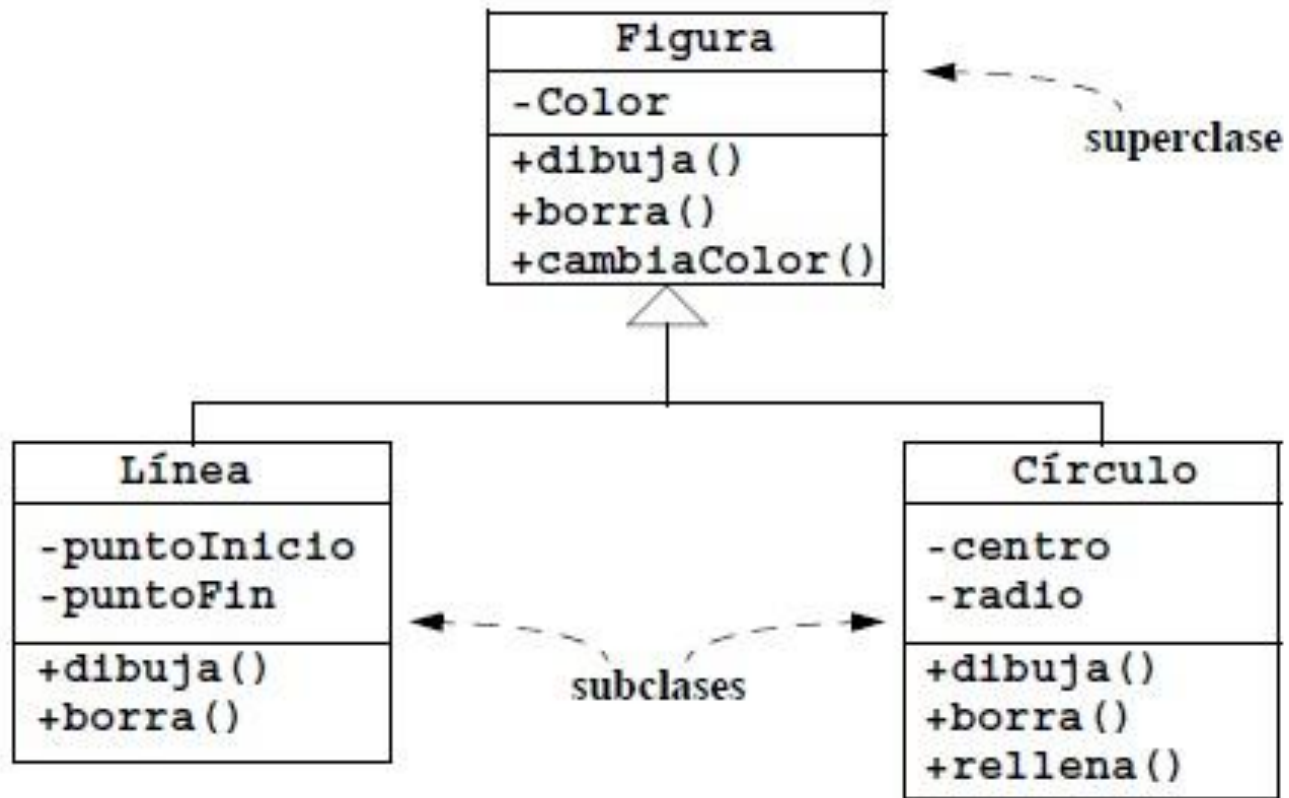 Figura
-Color
+dibuja()
+borra()
+cambiaColor()
superclase
Línea
-puntoInicio
-puntoFin
+dibuja()
+borra()
subclases
Círculo
-centro
-radio
+dibuja()
+borra()
+rellena()